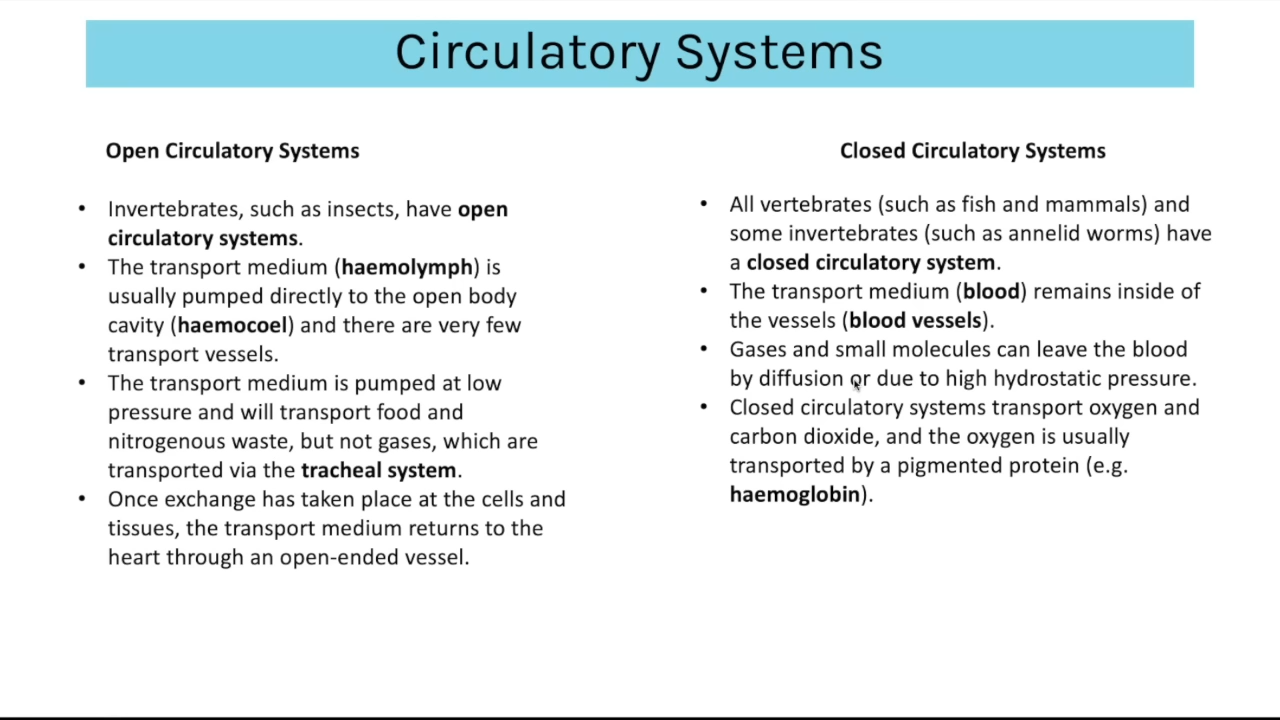 Circulatory Systems
Open Circulatory Systems
• Invertebrates, such as insects, have open
circulatory systems.
• The transport medium (haemolymph) is
usually pumped directly to the open body
cavity (haemocoel) and there are very few
transport vessels.
• The transport medium is pumped at low
pressure and will transport food and
nitrogenous waste, but not gases, which are
transported via the tracheal system.
• Once exchange has taken place at the cells and
tissues, the transport medium returns to the
heart through an open-ended vessel.
Closed Circulatory Systems
• All vertebrates (such as fish and mammals) and
some invertebrates (such as annelid worms) have
a closed circulatory system.
• The transport medium (blood) remains inside of
the vessels (blood vessels).
• Gases and small molecules can leave the blood
by diffusion or due to high hydrostatic pressure.
• Closed circulatory systems transport oxygen and
carbon dioxide, and the oxygen is usually
transported by a pigmented protein (e.g.
haemoglobin).